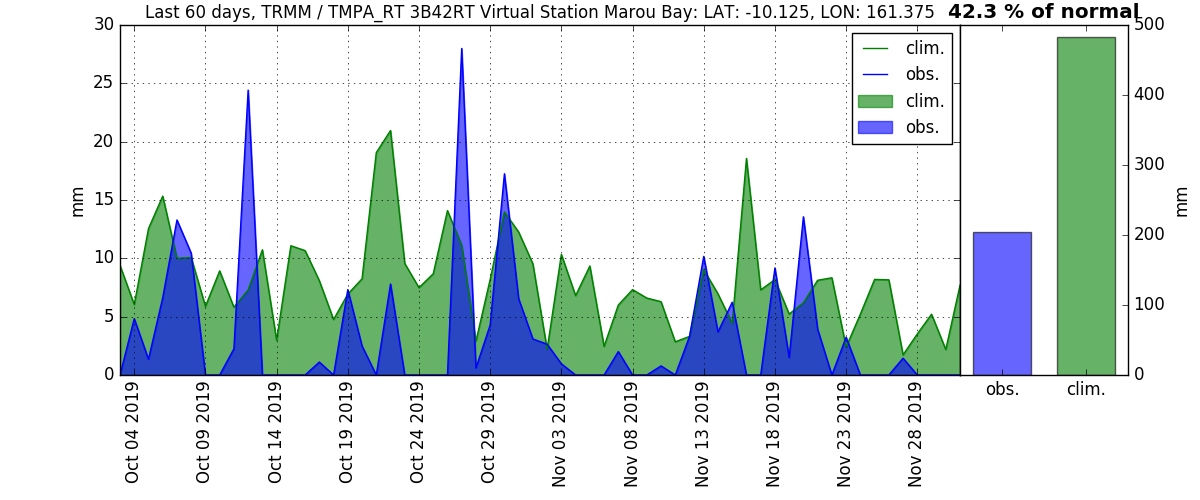 Last 60 days, TRMM / TMPA_RT 3B42RT Virtual Station Marou Bay: LAT: -10.125, LON: 161.375
42.3 % of normal
30
25
20
15
10
5
0
mm
clim.
obs.
clim.
obs.
500
400
300
200
100
0
mm
obs.
clim.
Oct 04 2019
Oct 09 2019
Oct 14 2019
Oct 19 2019
Oct 24 2019
Oct 29 2019
Nov 03 2019
Nov 08 2019
Nov 13 2019
Nov 18 2019
Nov 23 2019
Nov 28 2019